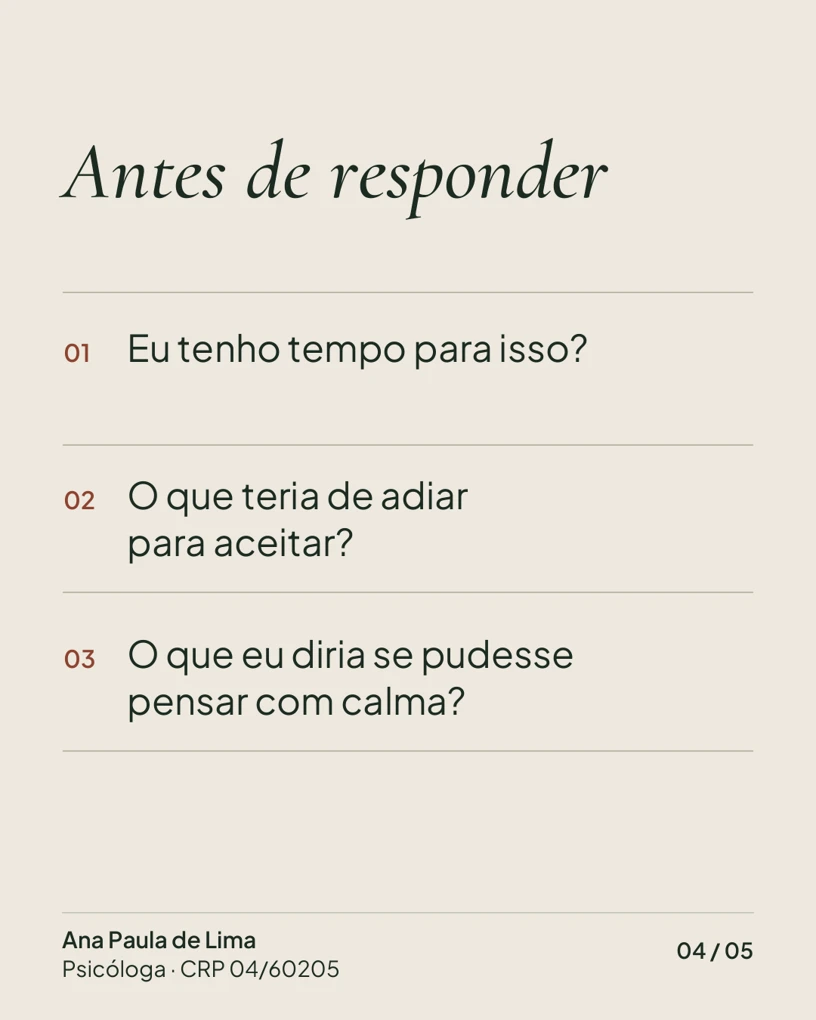 Antes de responder
01 Eu tenho tempo para isso?
02 O que teria de adiar
para aceitar?
03 O que eu diria se pudesse
pensar com calma?
Ana Paula de Lima
Psicóloga · CRP 04/60205
04 / 05